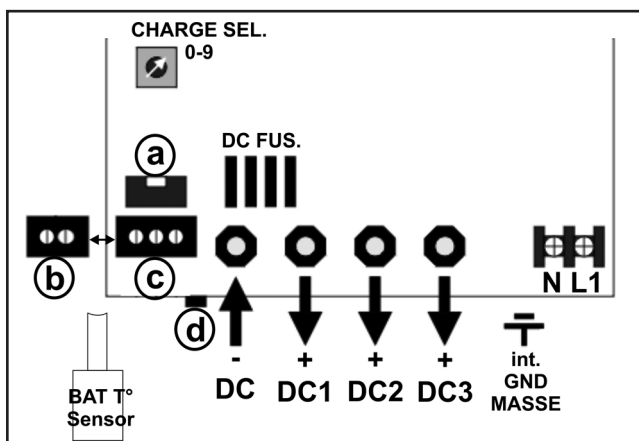 CHARGE SEL.
0-9
a
DC FUS.
b
c
N L1
d
-
+
+
+
DC
DC1
DC2
DC3
int.
GND
MASSE
BAT T°
Sensor